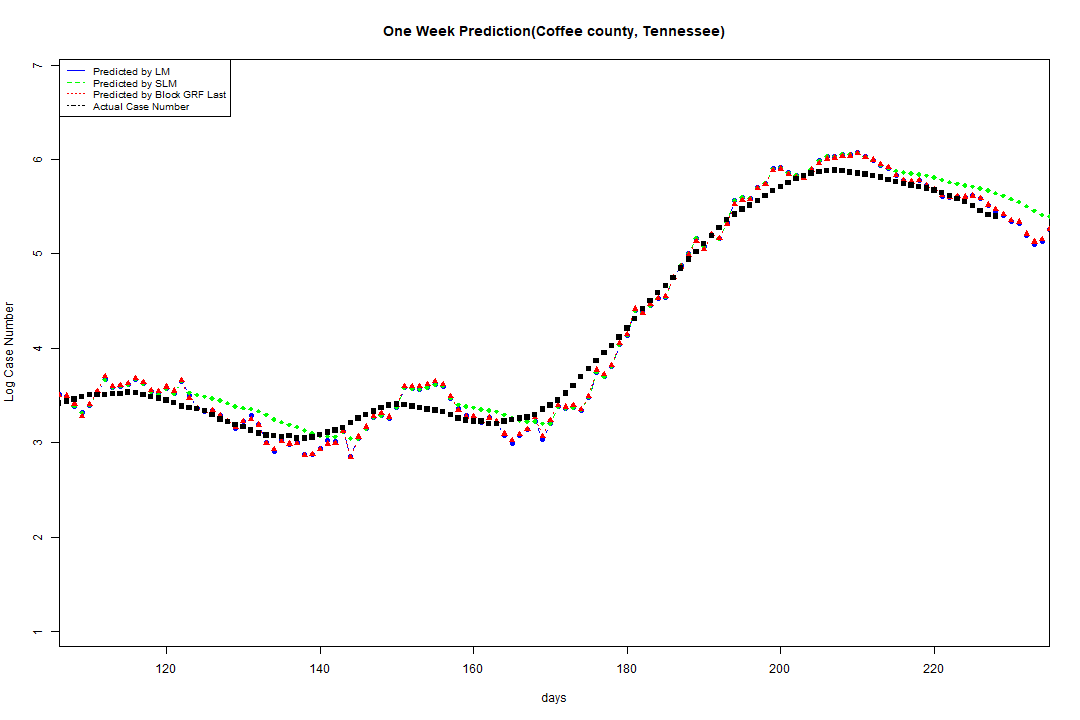 One Week Prediction(Coffee county, Tennessee)
Predicted by LM
Predicted by SLM
Predicted by Block GRF Last
Actual Case Number
7
6
5
4
3
2
1
Log Case Number
120 140 160 180 200 220
days